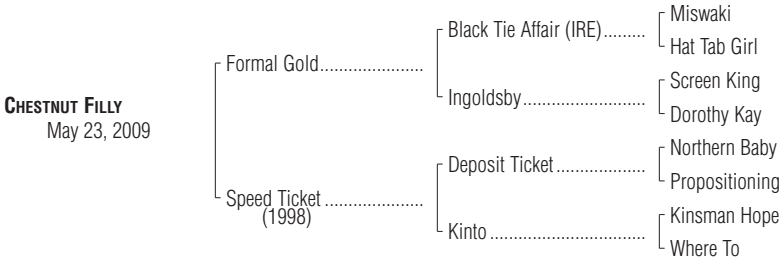 Miswaki
Black Tie Affair (IRE).........
Hat Tab Girl
Formal Gold......................
Screen King
Ingoldsby..........................
Dorothy Kay
CHESTNUT FILLY
May 23, 2009
Northern Baby
Deposit Ticket...................
Propositioning
Speed Ticket .....................
(1998)
Kinsman Hope
Kinto .................................
Where To